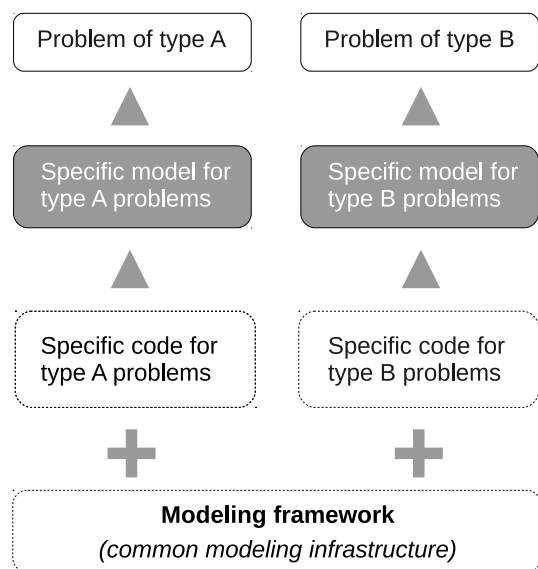 Problem of type A
Problem of type B
Specific model for
type A problems
Specific model for
type B problems
Specific code for
type A problems
Specific code for
type B problems
Modeling framework
(common modeling infrastructure)